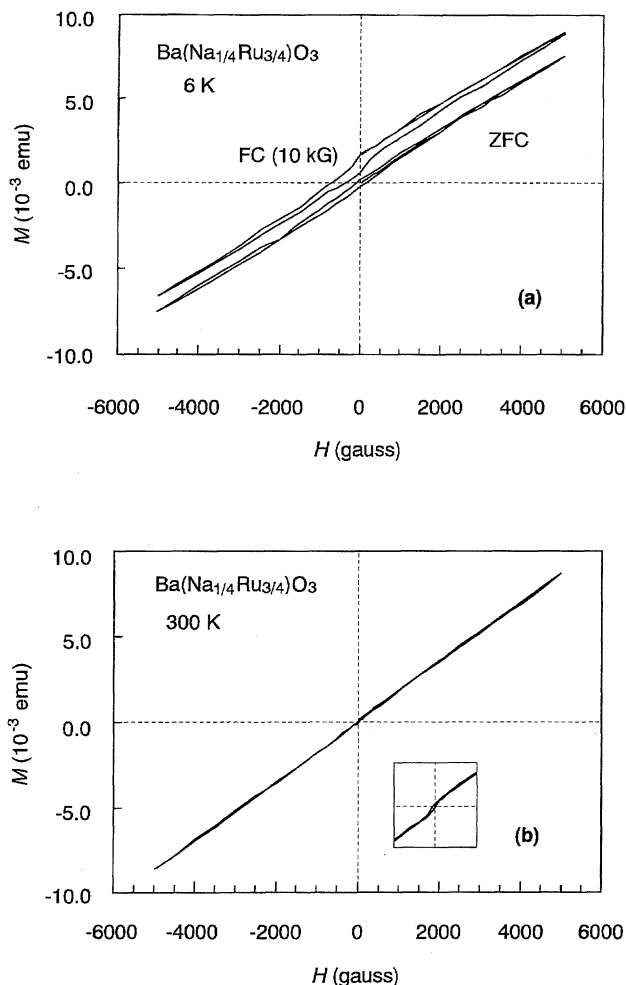 10.0
Ba(Na1/4Ru3/4)O3
6 K
5.0
FC (10 kG)
ZFC
0.0
M (10-3 emu)
-5.0
(a)
-10.0
-6000 -4000 -2000 0 2000 4000 6000
H (gauss)
10.0
Ba(Na1/4Ru3/4)O3
300 K
5.0
M (10-3 emu)
0.0
-5.0
(b)
-10.0
-6000 -4000 -2000 0 2000 4000 6000
H (gauss)